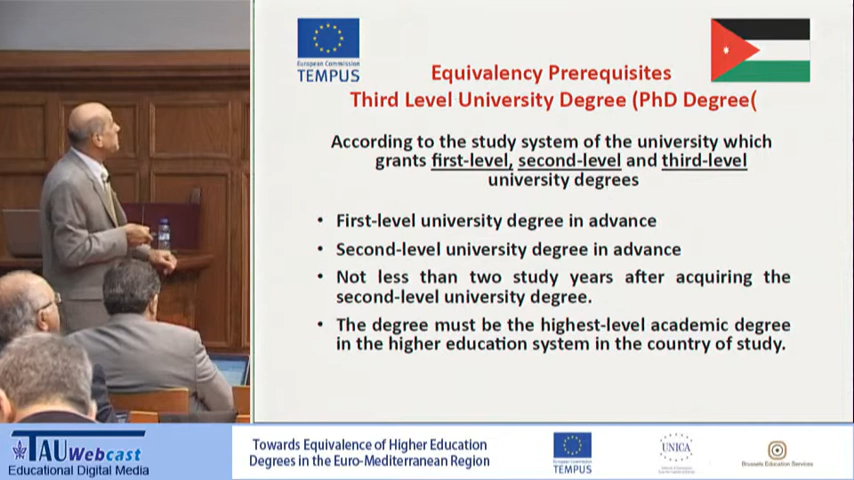 European Commission
TEMPUS
Equivalency Prerequisites
Third Level University Degree (PhD Degree(
According to the study system of the university which
grants first-level, second-level and third-level
university degrees
• First-level university degree in advance
• Second-level university degree in advance
• Not less than two study years after acquiring the
second-level university degree.
• The degree must be the highest-level academic degree
in the higher education system in the country of study.
TAU Webcast
Educational Digital Media
Towards Equivalence of Higher Education
Degrees in the Euro-Mediterranean Region
European Commission
TEMPUS
UNICA
Brussels Education Services